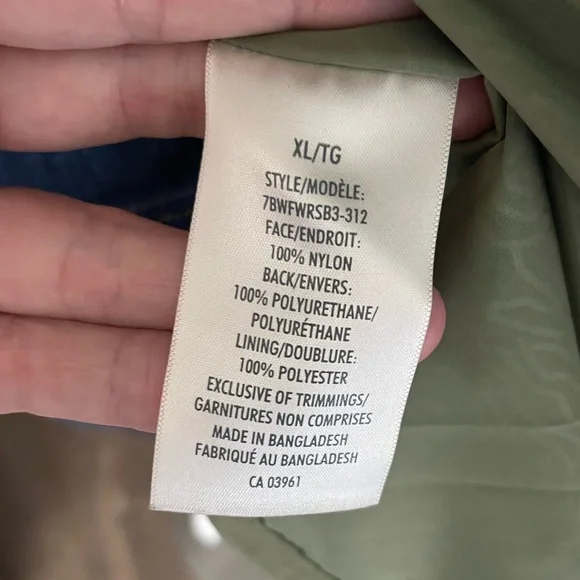 XL/TG
STYLE/MODÈLE:
7BWFWRSB3-312
FACE/ENDROIT:
100% NYLON
BACK/ENVERS:
100% POLYURETHANE/
POLYURÉTHANE
LINING/DOUBLURE:
100% POLYESTER
EXCLUSIVE OF TRIMMINGS/
GARNITURES NON COMPRISES
MADE IN BANGLADESH
FABRIQUÉ AU BANGLADESH
CA 03961